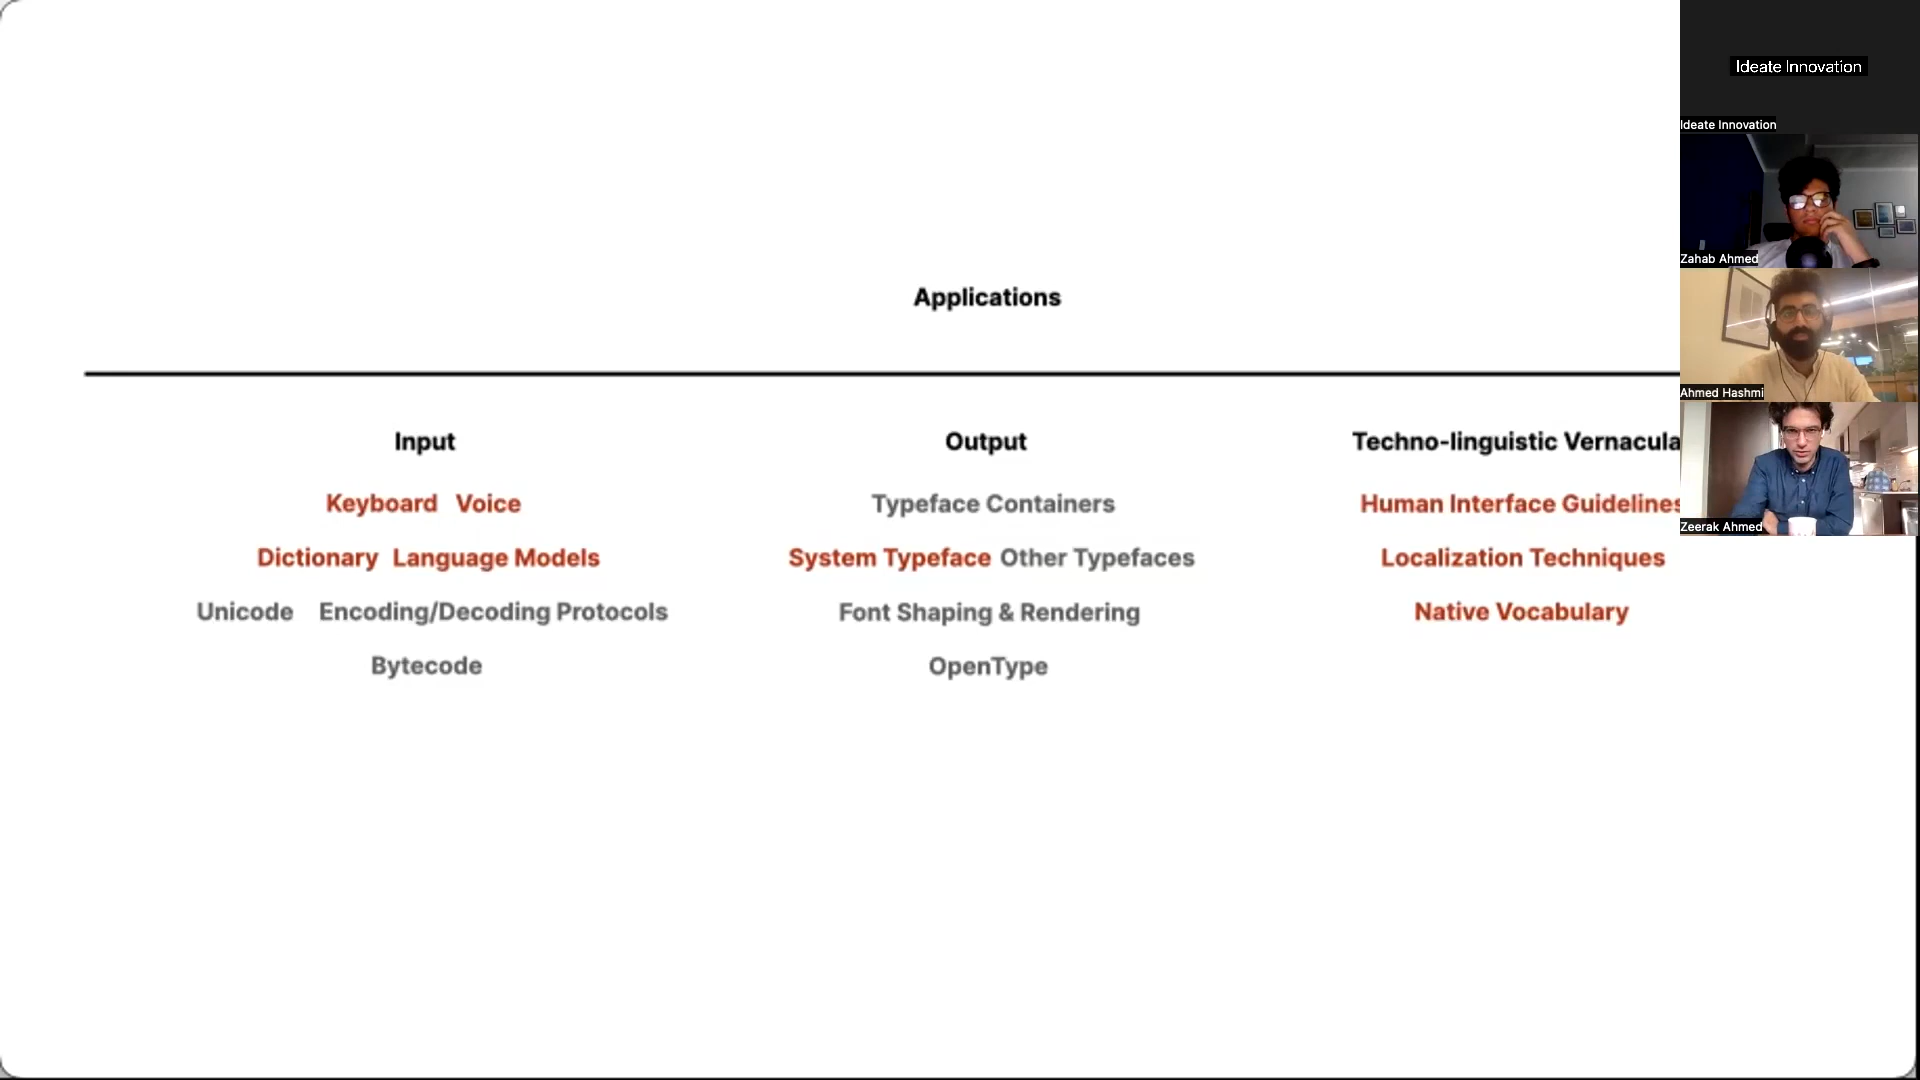 Applications
Input
Keyboard Voice
Dictionary Language Models
Unicode Encoding/Decoding Protocols
Bytecode
Output
Typeface Containers
System Typeface Other Typefaces
Font Shaping & Rendering
OpenType
Techno-linguistic Vernacula
Human Interface Guidelines
Localization Techniques
Native Vocabulary
Ideate Innovation
Ideate Innovation
Zahab Ahmed
Ahmed Hashmi
Zeerak Ahmed